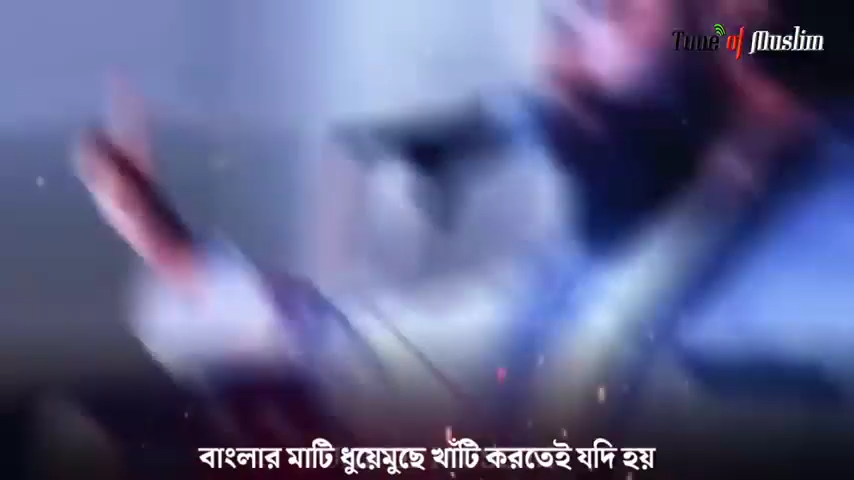 Tune of Muslim
বাংলার মাটি ধুয়েমুছে খাঁটি করতেই যদি হয়